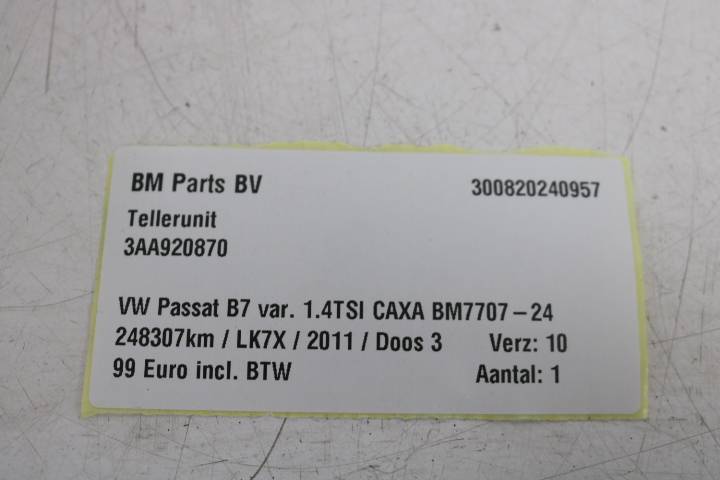 BM Parts BV 300820240957
Tellerunit
3AA920870
VW Passat B7 var. 1.4TSI CAXA BM7707-24
248307km / LK7X / 2011 / Doos 3 Verz: 10
99 Euro incl. BTW Aantal: 1